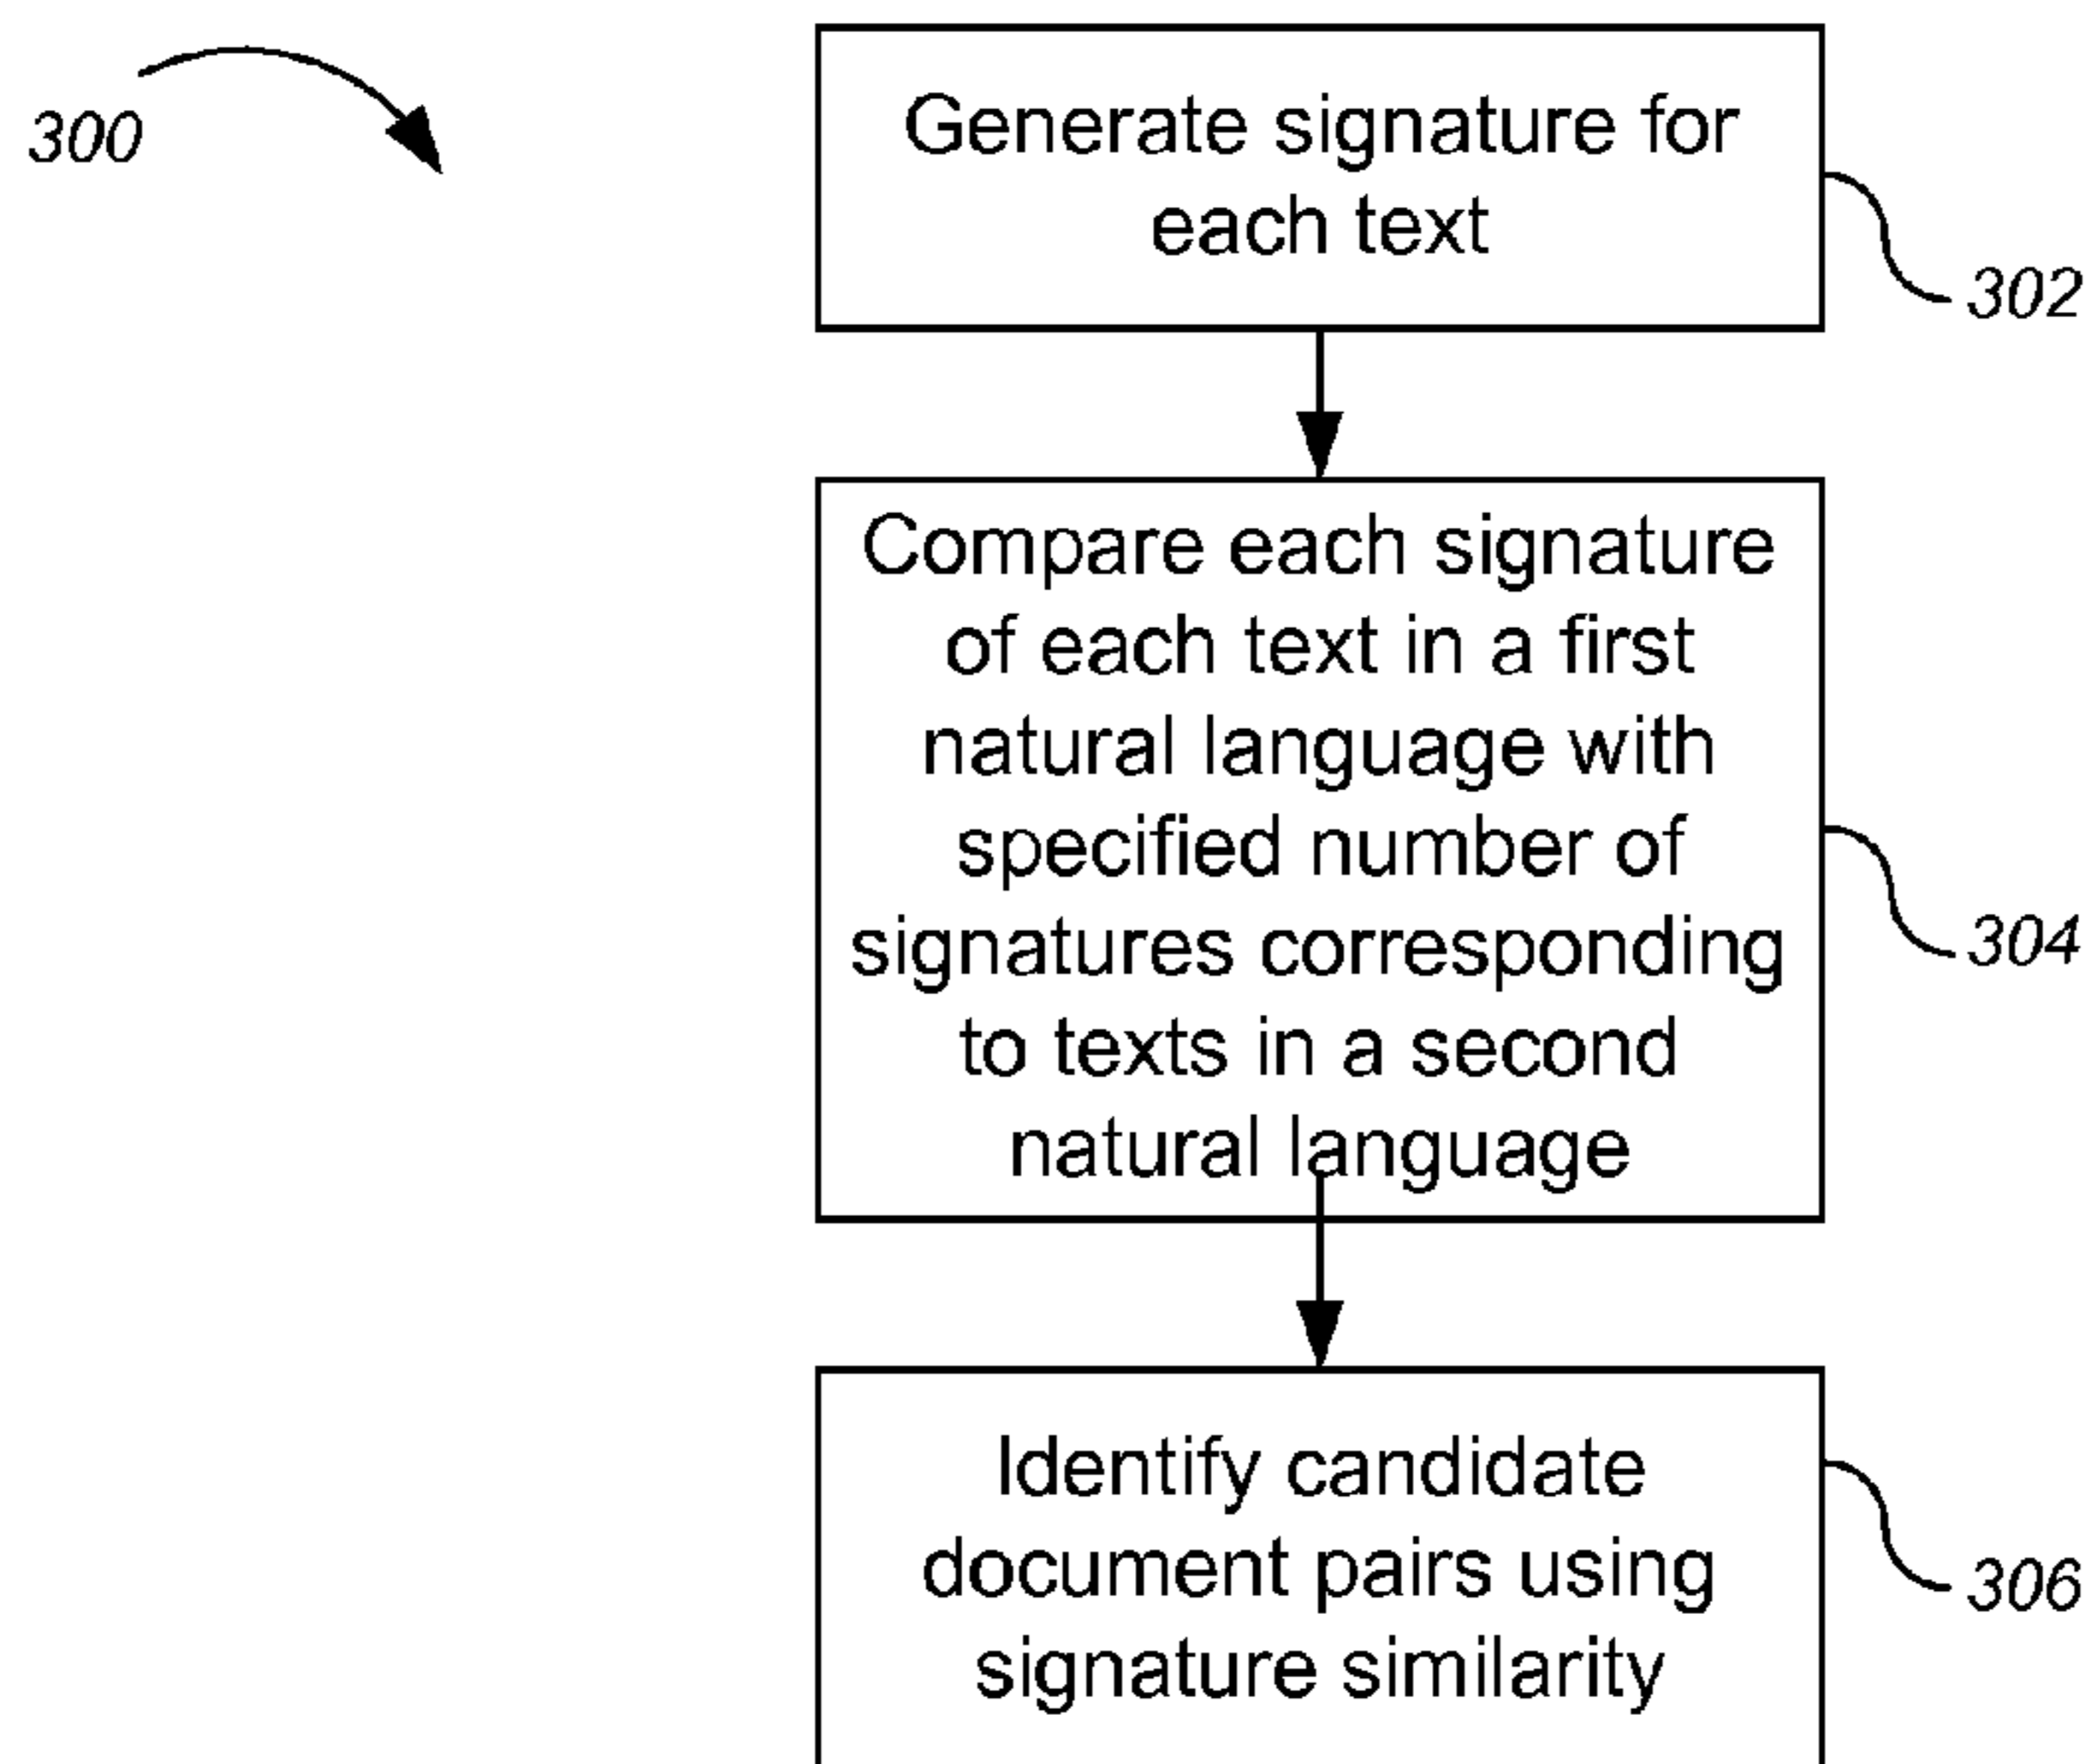 300
Generate signature for
each text
302
Compare each signature
of each text in a first
natural language with
specified number of
signatures corresponding
to texts in a second
natural language
304
Identify candidate
document pairs using
signature similarity
306